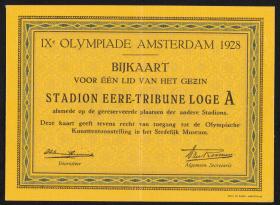 IXe OLYMPIADE AMSTERDAM 1928
BIJKAART
VOOR ÉÉN LID VAN HET GEZIN
STADION EERE-TRIBUNE LOGE A
alsmede op de gereserveerde plaatsen der andere Stadions.
Deze kaart geeft tevens recht van toegang tot de Olympische
Kunsttentoonstelling in het Stedelijk Museum.
Voorzitter
Algemeen Secretaris